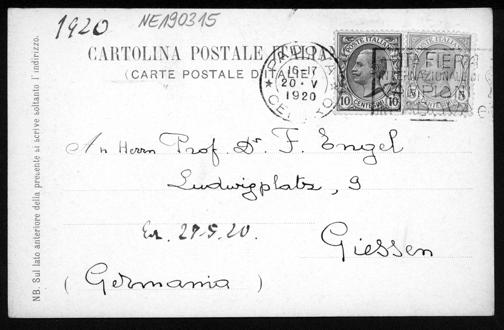 1920
NE190315
CARTOLINA POSTALE ITALIANA
(CARTE POSTALE D'ITALIE)
PADOVA
16-17
20·V
1920
POSTE ITALIANE
10 CENTESIMI 10
FIERA
CAMPIONI
NB. Sul lato anteriore della presente si scrive soltanto l'indirizzo.
An Herrn Prof. Dr. F. Engel
Ludwigplatz, 9
Er. 29.5.20.
Giessen
(Germania)